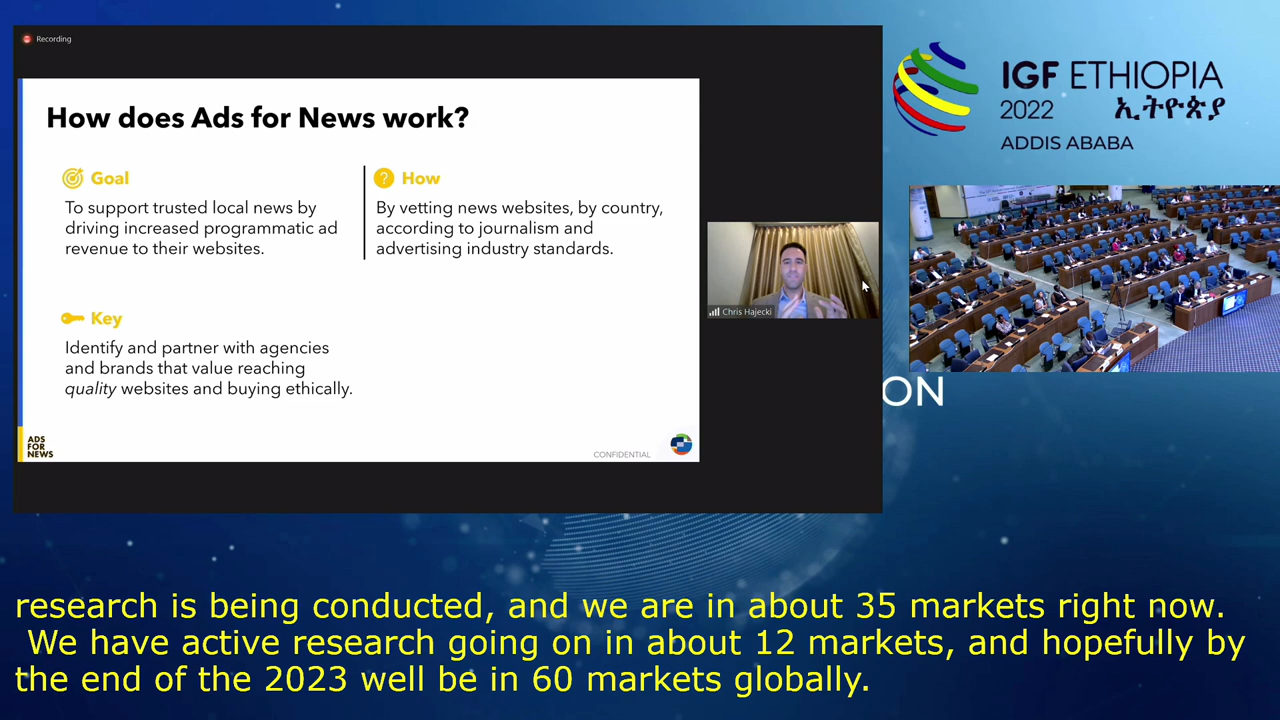 Recording
How does Ads for News work?
Goal
To support trusted local news by
driving increased programmatic ad
revenue to their websites.
How
By vetting news websites, by country,
according to journalism and
advertising industry standards.
Key
Identify and partner with agencies
and brands that value reaching
quality websites and buying ethically.
ADS
FOR
NEWS
CONFIDENTIAL
Chris Hajecki
IGF ETHIOPIA
2022 ኢትዮጵያ
ADDIS ABABA
ON
research is being conducted, and we are in about 35 markets right now.
We have active research going on in about 12 markets, and hopefully by
the end of the 2023 well be in 60 markets globally.